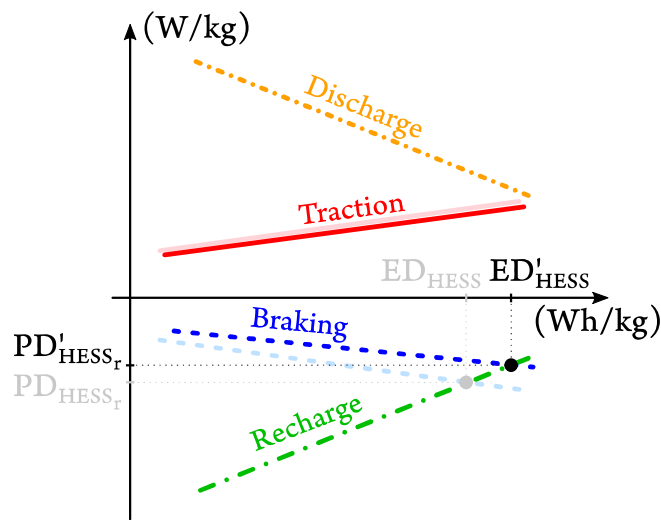 (W/kg)
Discharge
Traction
ED_HESS ED'_HESS
(Wh/kg)
Braking
PD'_HESS_r
PD_HESS_r
Recharge